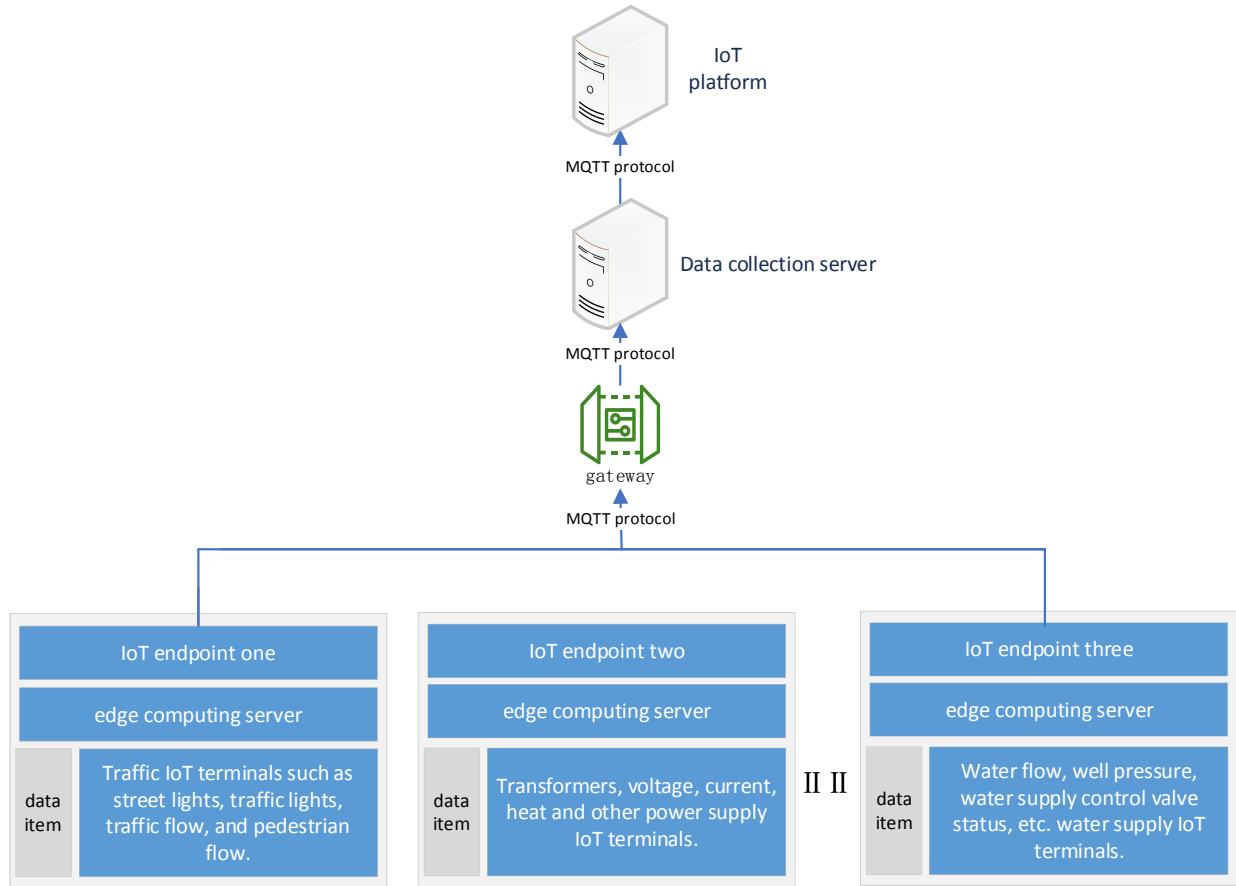 IoT
platform
MQTT protocol
Data collection server
MQTT protocol
gateway
MQTT protocol
IoT endpoint one
edge computing server
data
item
Traffic IoT terminals such as
street lights, traffic lights,
traffic flow, and pedestrian
flow.
IoT endpoint two
edge computing server
data
item
Transformers, voltage, current,
heat and other power supply
IoT terminals.
II II
IoT endpoint three
edge computing server
data
item
Water flow, well pressure,
water supply control valve
status, etc. water supply IoT
terminals.